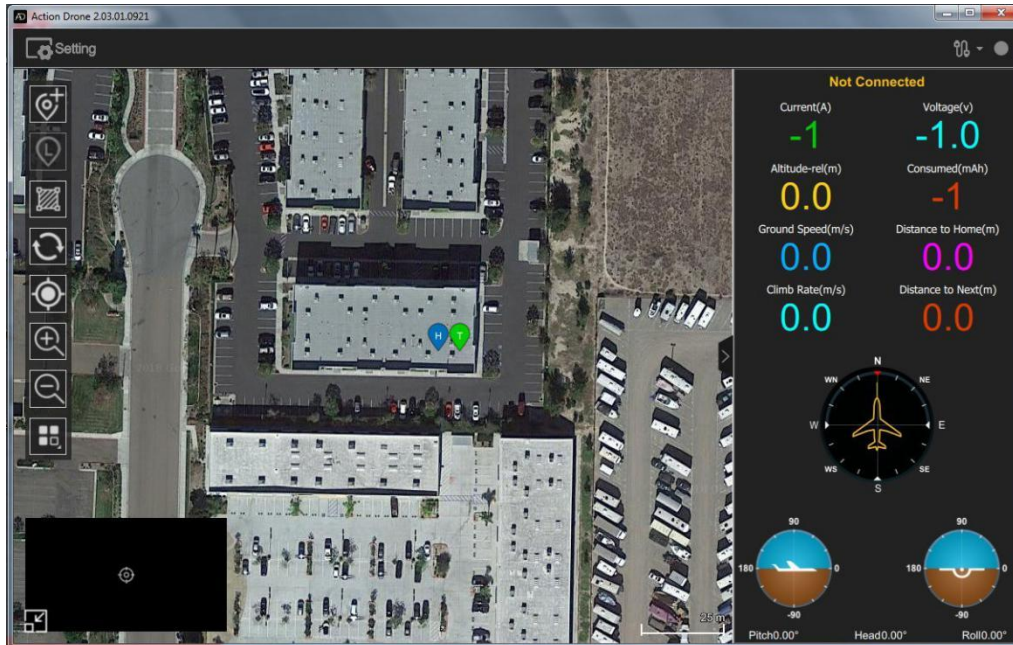 Action Drone 2.03.01.0921
Setting
Not Connected
Current(A) Voltage(v)
-1 -1.0
Altitude-rel(m) Consumed(mAh)
0.0 -1
Ground Speed(m/s) Distance to Home(m)
0.0 0.0
Climb Rate(m/s) Distance to Next(m)
0.0 0.0
L
H T
N
WN NE
W E
WS SE
S
90 90
180 0 180 0
-90 -90
25 m
Pitch0.00° Head0.00° Roll0.00°